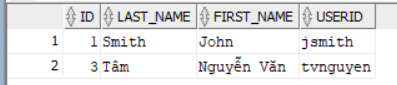 ID LAST_NAME FIRST_NAME USERID
1 1 Smith John jsmith
2 3 Tâm Nguyễn Văn tvnguyen